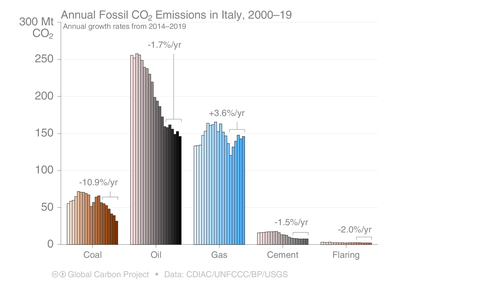 Annual Fossil CO₂ Emissions in Italy, 2000–19
Annual growth rates from 2014–2019
300 Mt
CO₂
250
200
150
100
50
0
-10.9%/yr
-1.7%/yr
+3.6%/yr
-1.5%/yr
-2.0%/yr
Coal
Oil
Gas
Cement
Flaring
Global Carbon Project • Data: CDIAC/UNFCCC/BP/USGS